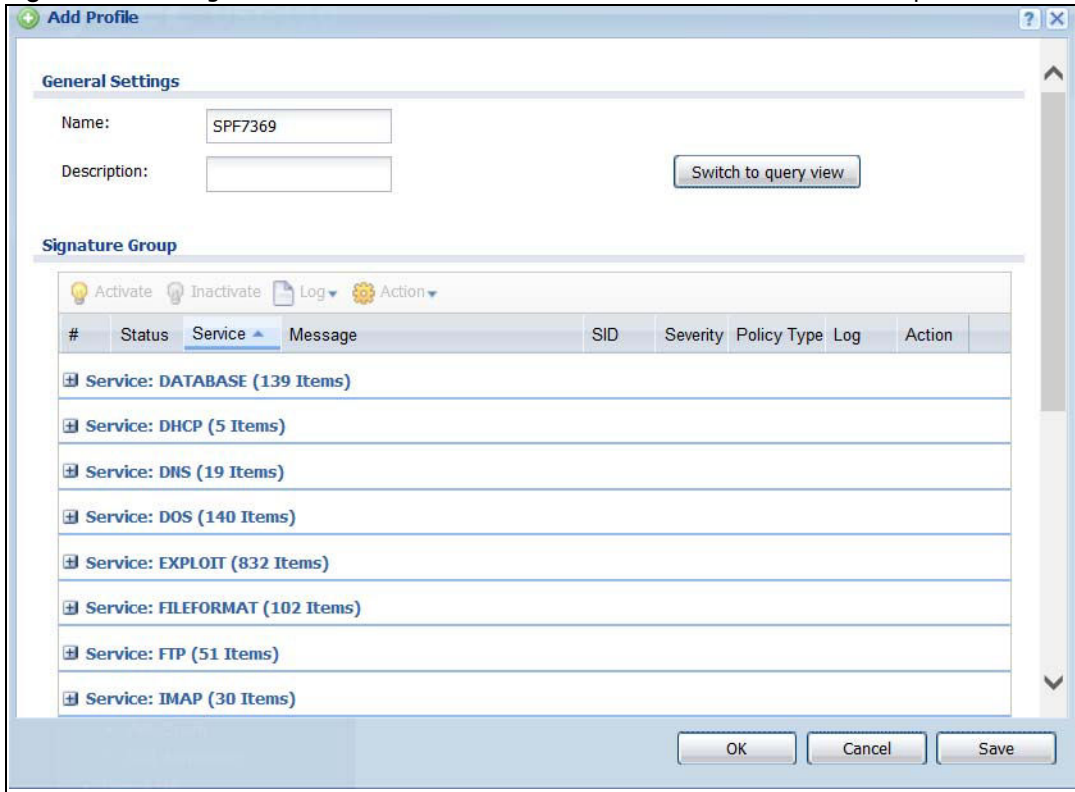 Add Profile
General Settings
Name: SPF7369
Description:
Switch to query view
Signature Group
Activate Inactivate Log Action
# Status Service Message SID Severity Policy Type Log Action
Service: DATABASE (139 Items)
Service: DHCP (5 Items)
Service: DNS (19 Items)
Service: DOS (140 Items)
Service: EXPLOIT (832 Items)
Service: FILEFORMAT (102 Items)
Service: FTP (51 Items)
Service: IMAP (30 Items)
OK Cancel Save